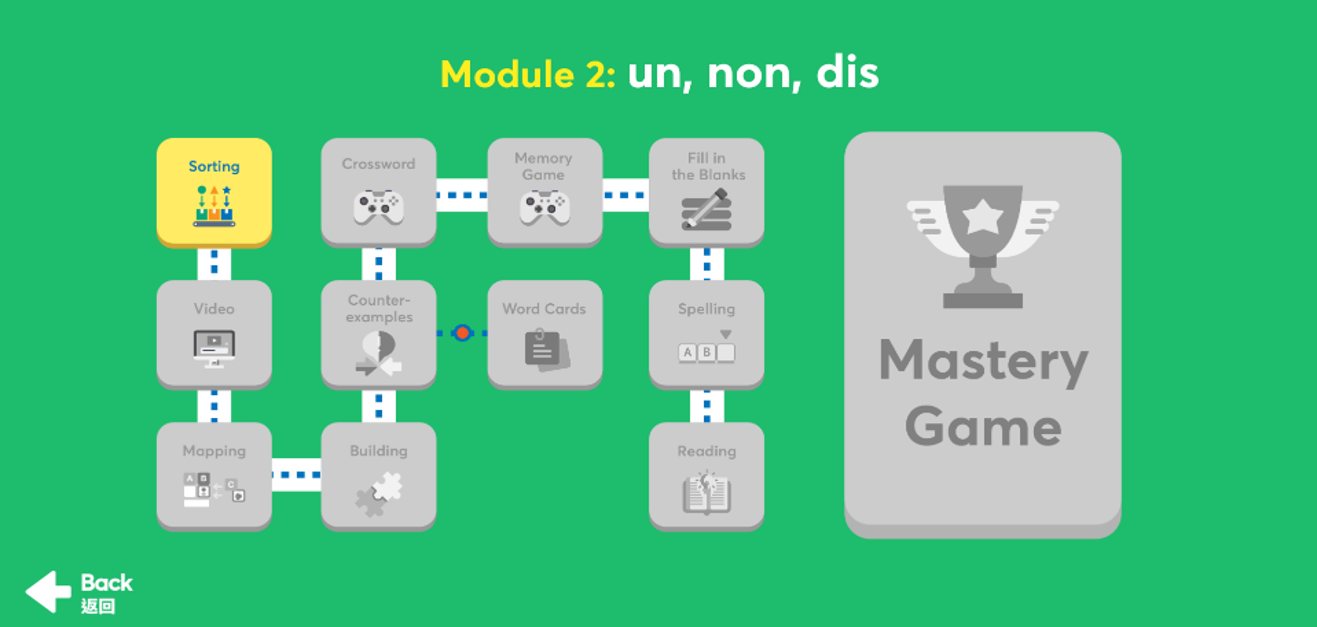 Module 2: un, non, dis
Sorting
Crossword
Memory
Game
Fill in
the Blanks
Video
Counter-
examples
Word Cards
Spelling
A B
Mapping
A B C
Building
Reading
Mastery
Game
Back
返回